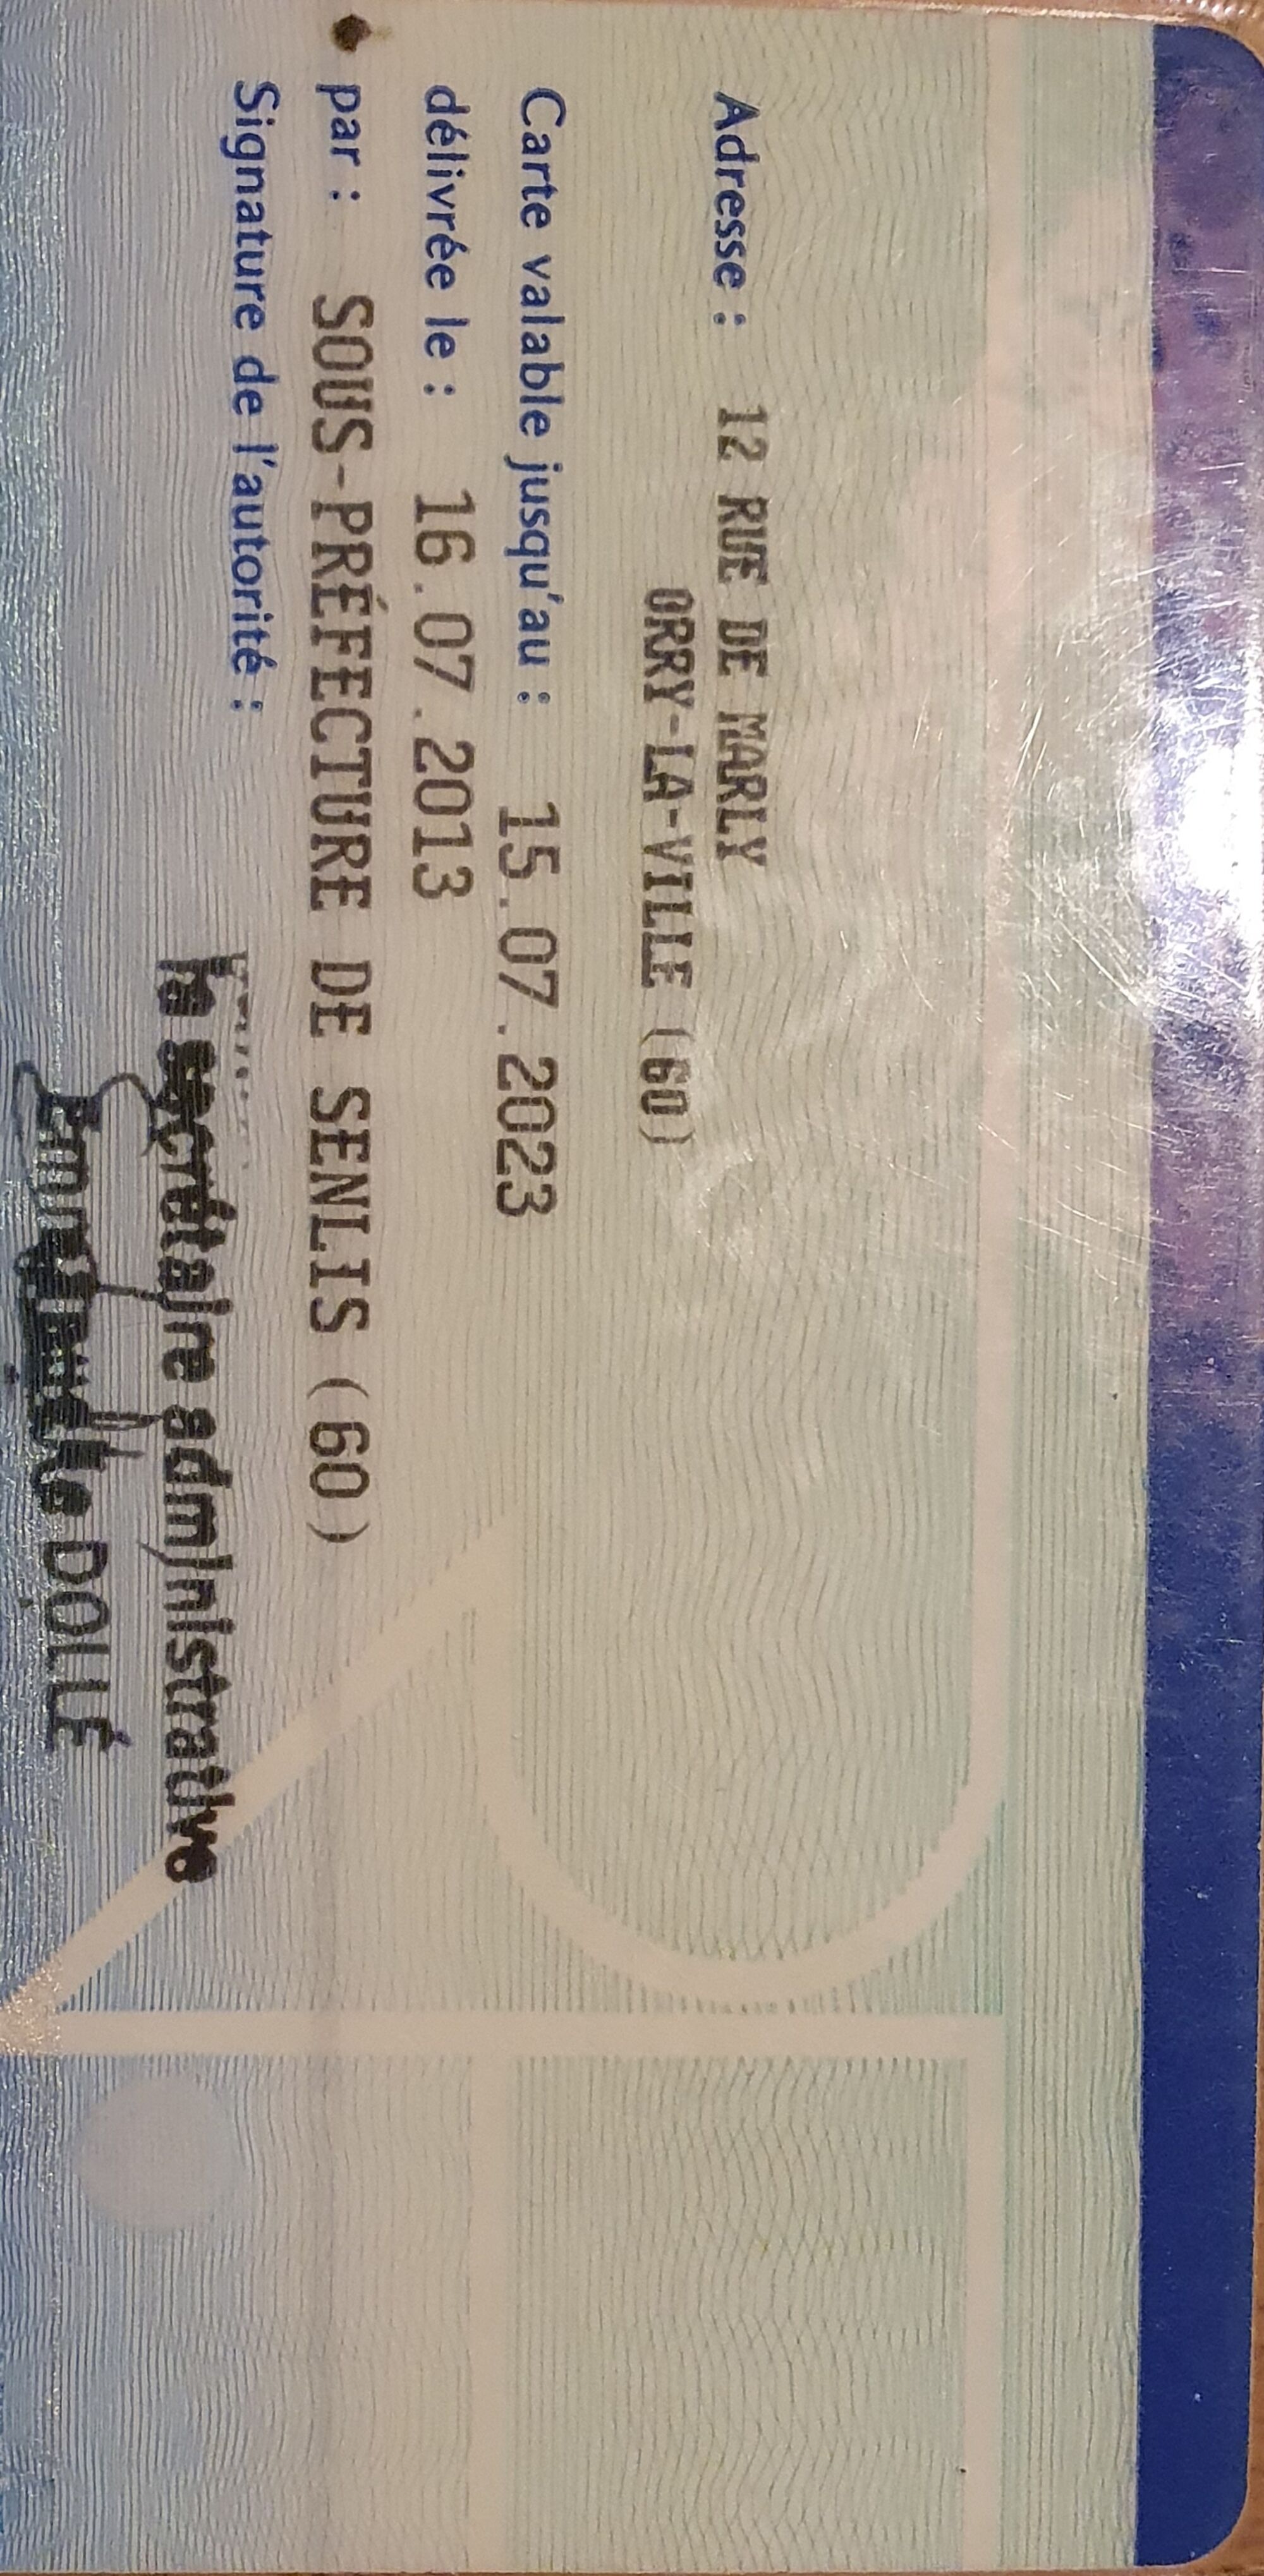 Adresse : 12 RUE DE MARLY
ORRY-LA-VILLE (60)
Carte valable jusqu'au : 15.07.2023
délivrée le : 16.07.2013
par : SOUS-PRÉFECTURE DE SENLIS (60)
Signature de l'autorité :
la secrétaire administrative
DOLLÉ